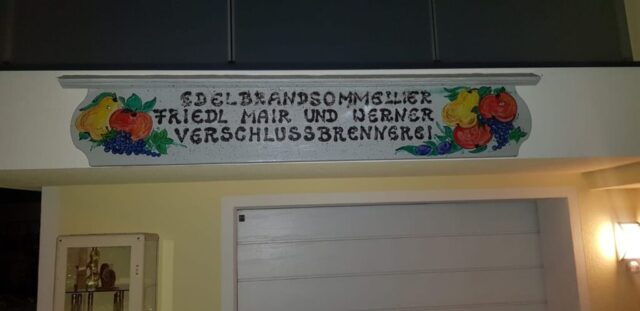 EDELBRANDSOMMELIER
FRIEDL MAIR UND WERNER
VERSCHLUSSBRENNEREI